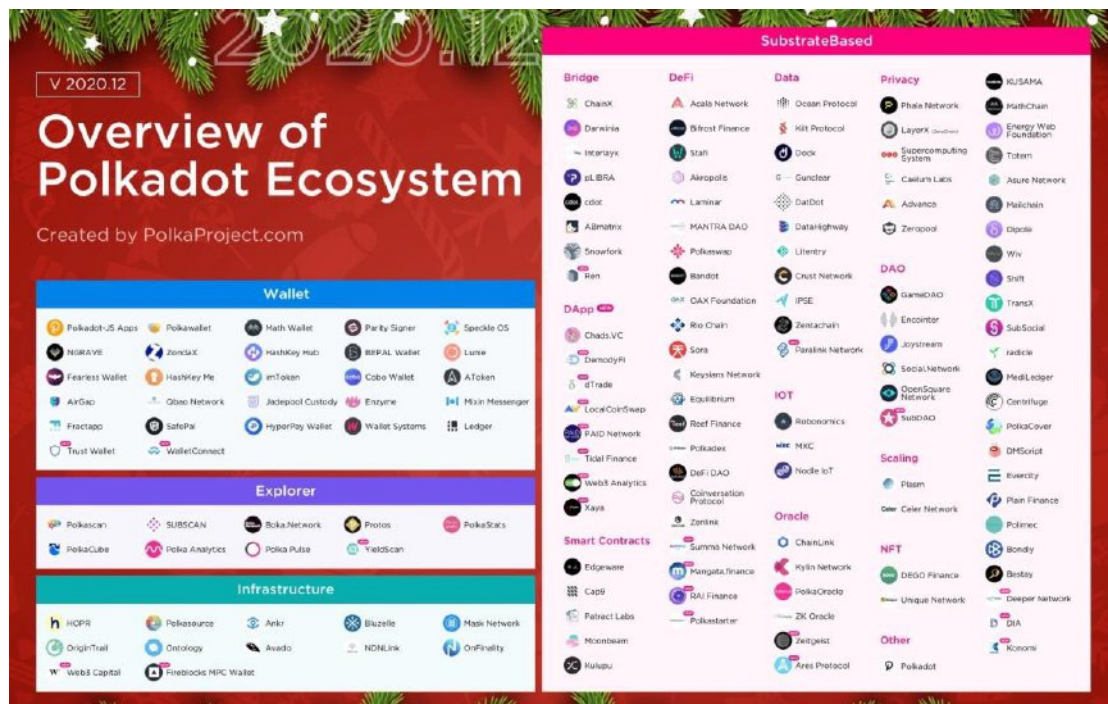 2020.12
V 2020.12
Overview of
Polkadot Ecosystem
Created by PolkaProject.com
Wallet
Polkadot-JS Apps
Polkawallet
Math Wallet
Parity Signer
Speckle OS
NGRAVE
ZondaX
HashKey Hub
BEPAL Wallet
Lume
Fearless Wallet
HashKey Me
imToken
Cobo Wallet
AToken
AirGap
Qbao Network
Jadepool Custody
Enzyme
Mixin Messenger
Fractapp
SafePal
HyperPay Wallet
Wallet Systems
Ledger
Trust Wallet
WalletConnect
Explorer
Polkascan
SUBSCAN
Boka.Network
Protos
PolkaStats
PolkaCube
Polka Analytics
Polka Pulse
YieldScan
Infrastructure
HOPR
Polkasource
Ankr
Bluzelle
Mask Network
OriginTrail
Ontology
Avado
NDNLink
OnFinality
Web3 Capital
Fireblocks MPC Wallet
SubstrateBased
Bridge
ChainX
Darwinia
Interlayx
pLIBRA
cdot
ABmatrix
Snowfork
Ren
DApp
Chads.VC
DemodyFi
dTrade
LocalCoinSwap
PAID Network
Tidal Finance
Web3 Analytics
Xaya
Smart Contracts
Edgeware
Cap9
Patract Labs
Moonbeam
Kulupu
DeFi
Acala Network
Bifrost Finance
Stafi
Akropolis
Laminar
MANTRA DAO
Polkaswap
Bandot
OAX Foundation
Rio Chain
Sora
Keysians Network
Equilibrium
Reef Finance
Polkadex
DeFi DAO
Coinversation
Protocol
Zenlink
Summa Network
Mangata.finance
RAI Finance
Polkastarter
Data
Ocean Protocol
Kilt Protocol
Dock
Gunclear
DatDot
DataHighway
Litentry
Crust Network
IPSE
Zentachain
Paralink Network
IOT
Robonomics
MXC
Nodle IoT
Oracle
ChainLink
Kylin Network
PolkaOracle
ZK Oracle
Zeitgeist
Ares Protocol
Privacy
Phala Network
LayerX
Supercomputing
System
Caelum Labs
Advanca
Zeropool
DAO
GameDAO
Encointer
Joystream
Social.Network
OpenSquare
Network
SubDAO
Scaling
Plasm
Celer Network
NFT
DEGO Finance
Unique Network
Other
Polkadot
KUSAMA
MathChain
Energy Web
Foundation
Totem
Asure Network
Mailchain
Dipole
Wiv
Shift
TransX
SubSocial
radicle
MediLedger
Centrifuge
PolkaCover
DMScript
Evercity
Plain Finance
Polimec
Bondly
Bestay
Deeper Network
DIA
Konomi